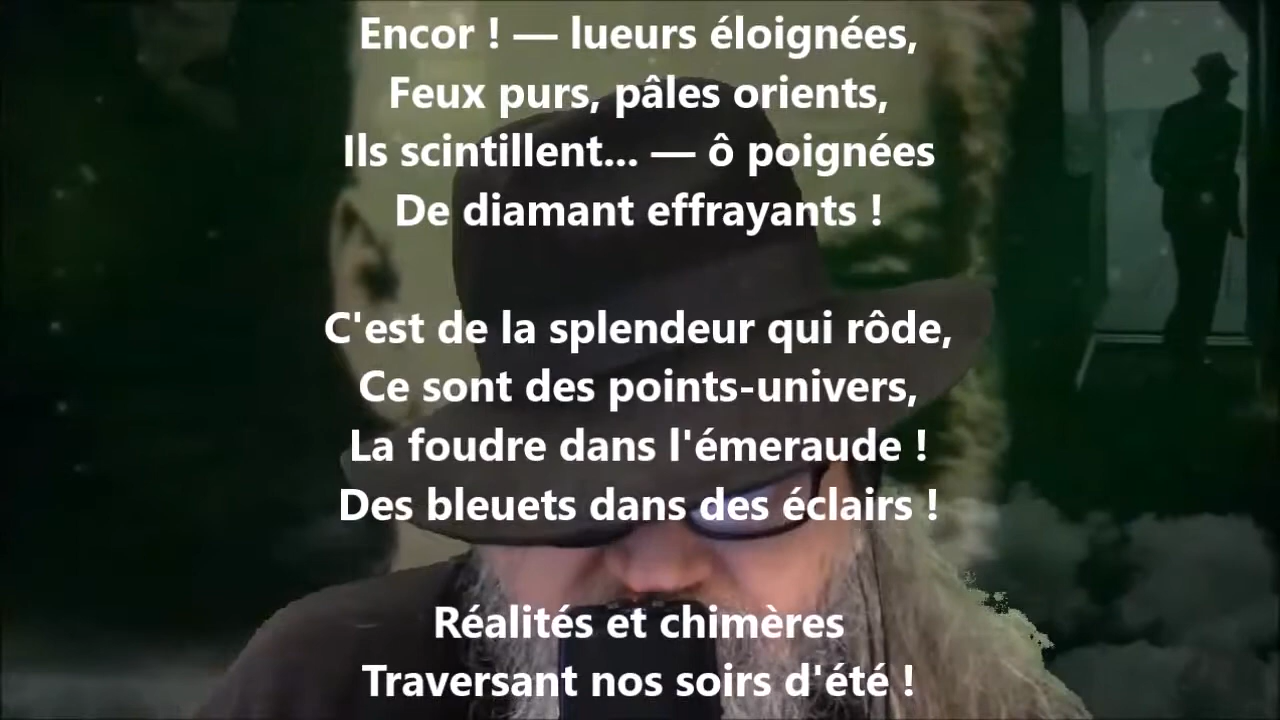 Encor ! — lueurs éloignées,
Feux purs, pâles orients,
Ils scintillent... — ô poignées
De diamant effrayants !
C'est de la splendeur qui rôde,
Ce sont des points-univers,
La foudre dans l'émeraude !
Des bleuets dans des éclairs !
Réalités et chimères
Traversant nos soirs d'été !